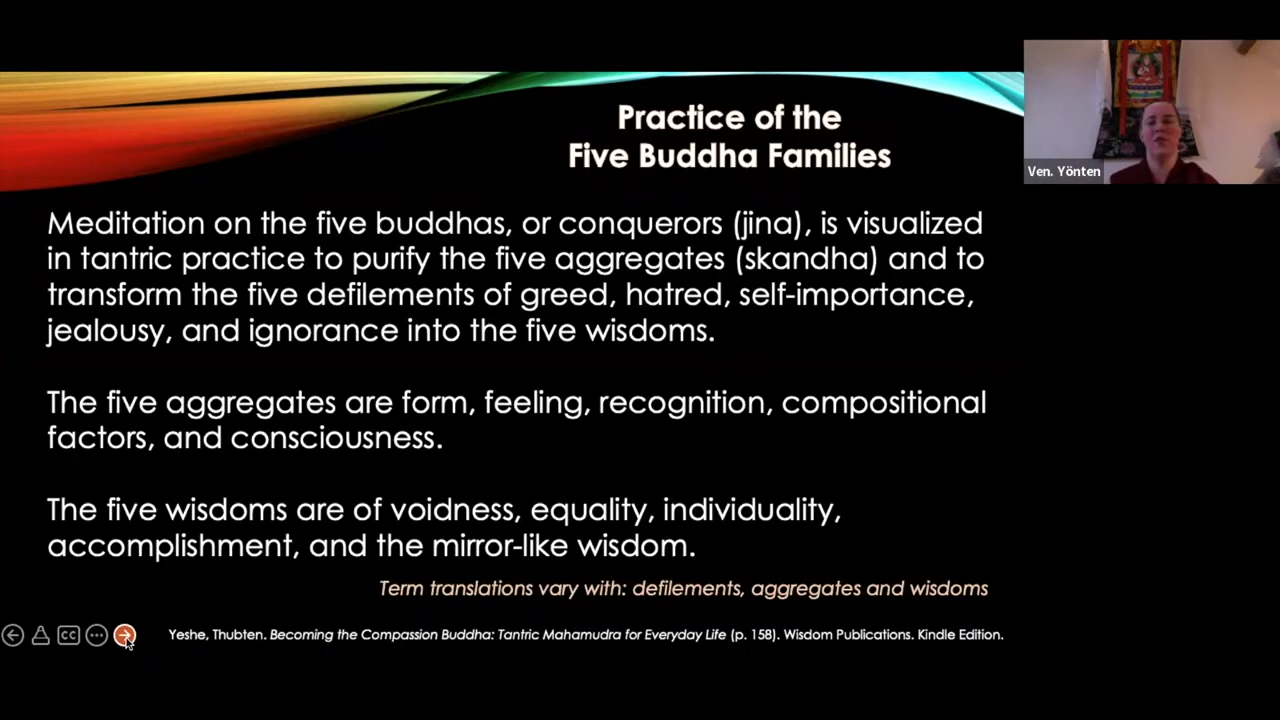 Practice of the
Five Buddha Families
Ven. Yönten
Meditation on the five buddhas, or conquerors (jina), is visualized
in tantric practice to purify the five aggregates (skandha) and to
transform the five defilements of greed, hatred, self-importance,
jealousy, and ignorance into the five wisdoms.
The five aggregates are form, feeling, recognition, compositional
factors, and consciousness.
The five wisdoms are of voidness, equality, individuality,
accomplishment, and the mirror-like wisdom.
Term translations vary with: defilements, aggregates and wisdoms
CC
Yeshe, Thubten. Becoming the Compassion Buddha: Tantric Mahamudra for Everyday Life (p. 158). Wisdom Publications. Kindle Edition.